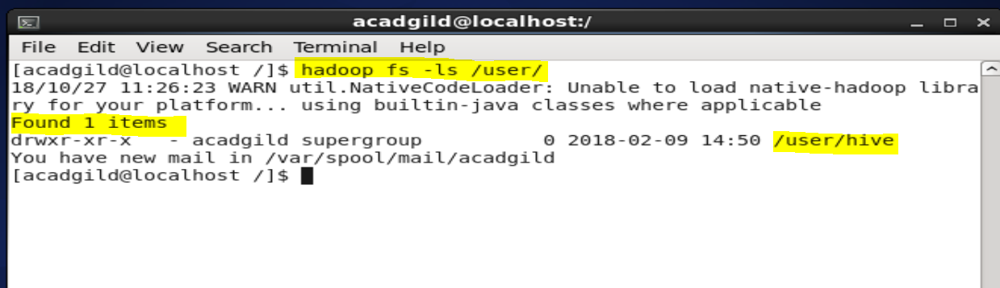 acadgild@localhost:/
File Edit View Search Terminal Help
[acadgild@localhost /]$ hadoop fs -ls /user/
18/10/27 11:26:23 WARN util.NativeCodeLoader: Unable to load native-hadoop libra
ry for your platform... using builtin-java classes where applicable
Found 1 items
drwxr-xr-x   - acadgild supergroup          0 2018-02-09 14:50 /user/hive
You have new mail in /var/spool/mail/acadgild
[acadgild@localhost /]$